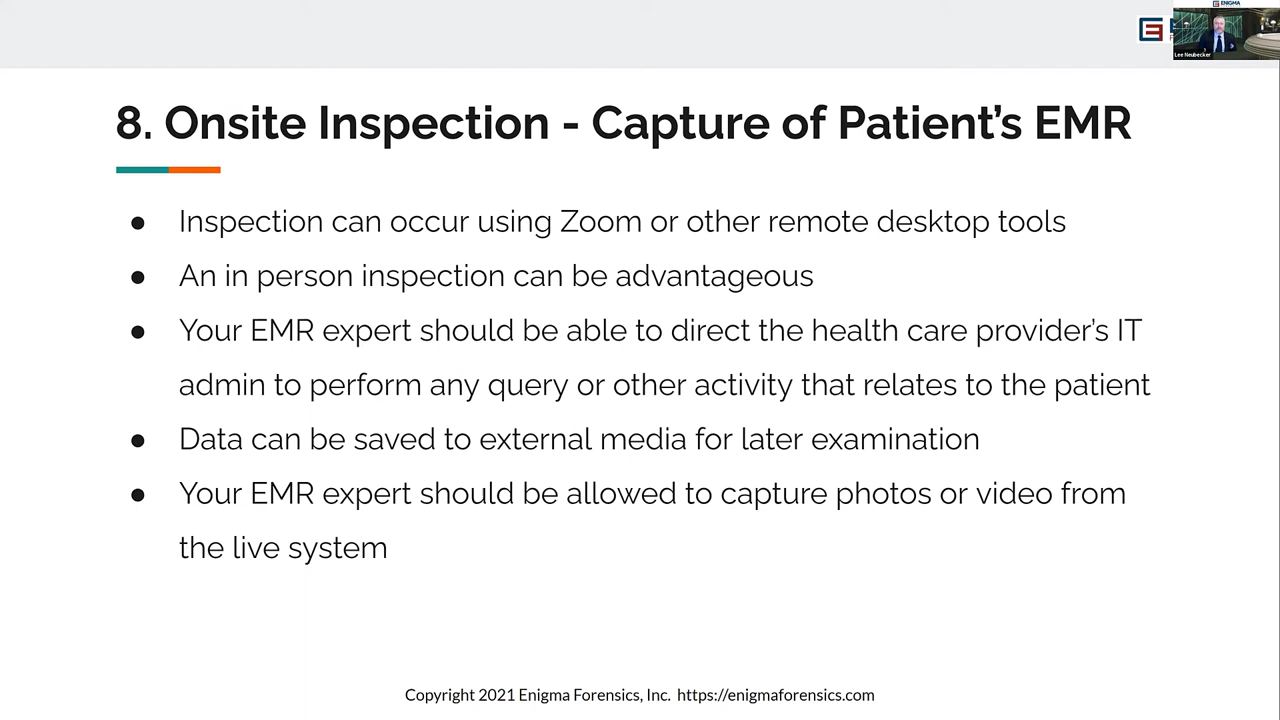 ENIGMA
Lee Neubecker
8. Onsite Inspection - Capture of Patient's EMR
● Inspection can occur using Zoom or other remote desktop tools
● An in person inspection can be advantageous
● Your EMR expert should be able to direct the health care provider's IT
admin to perform any query or other activity that relates to the patient
● Data can be saved to external media for later examination
● Your EMR expert should be allowed to capture photos or video from
the live system
Copyright 2021 Enigma Forensics, Inc. https://enigmaforensics.com